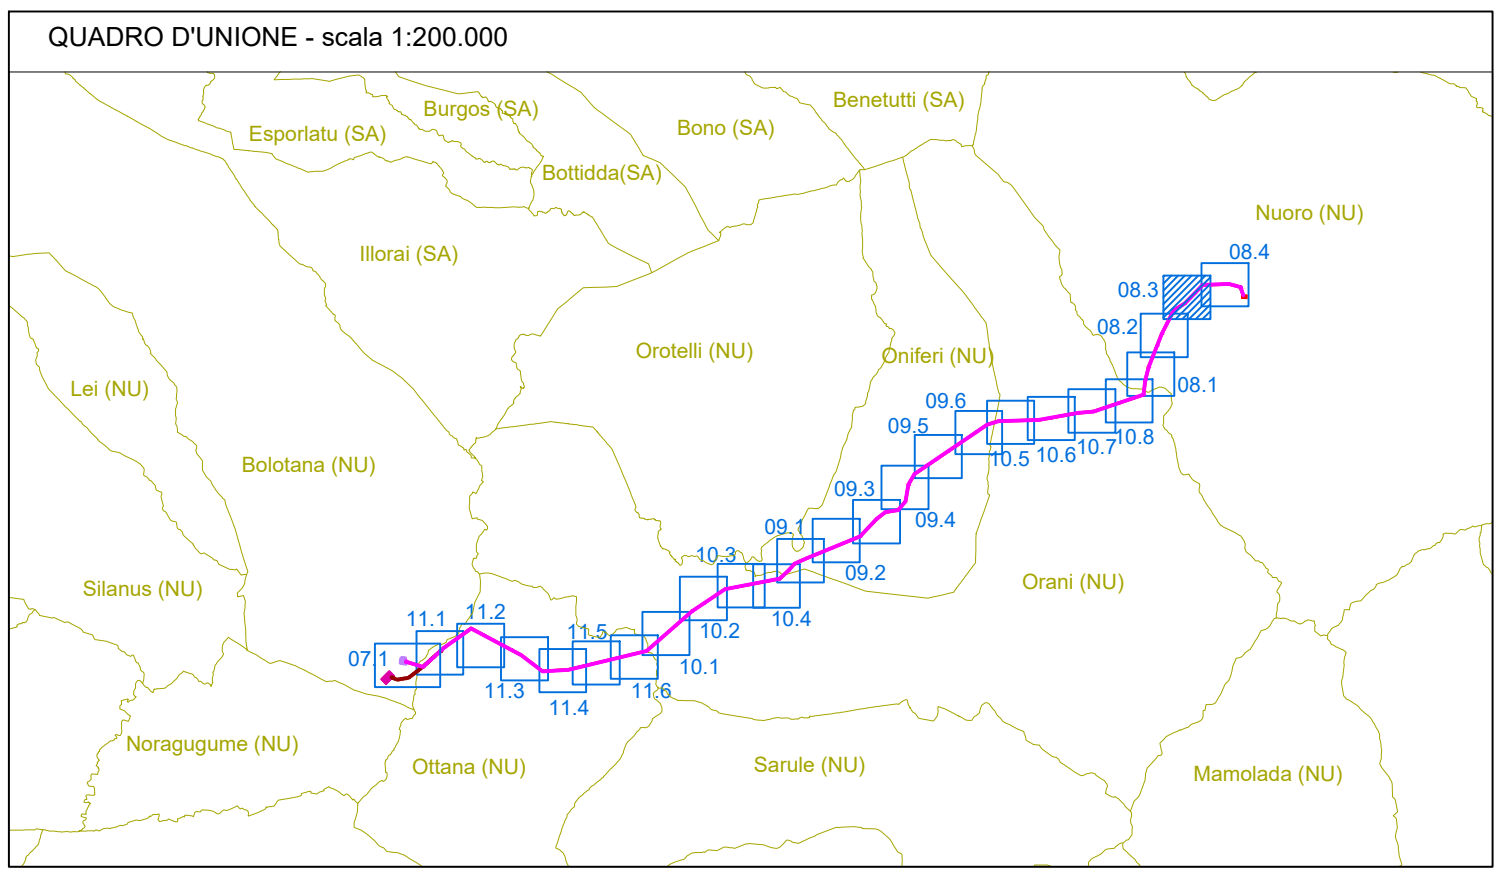 QUADRO D'UNIONE - scala 1:200.000
Benetutti (SA)
Burgos (SA)
Bono (SA)
Esporlatu (SA)
Bottidda(SA)
Nuoro (NU)
Illorai (SA)
08.4
08.3
08.2
Orotelli (NU)
Oniferi (NU)
Lei (NU)
08.1
09.6
09.5
10.8
10.7
10.6
10.5
Bolotana (NU)
09.3
09.4
09.1
10.3
09.2
Orani (NU)
Silanus (NU)
11.1
11.2
10.4
10.2
11.5
07.1
10.1
11.3
11.6
11.4
Noragugume (NU)
Ottana (NU)
Sarule (NU)
Mamolada (NU)